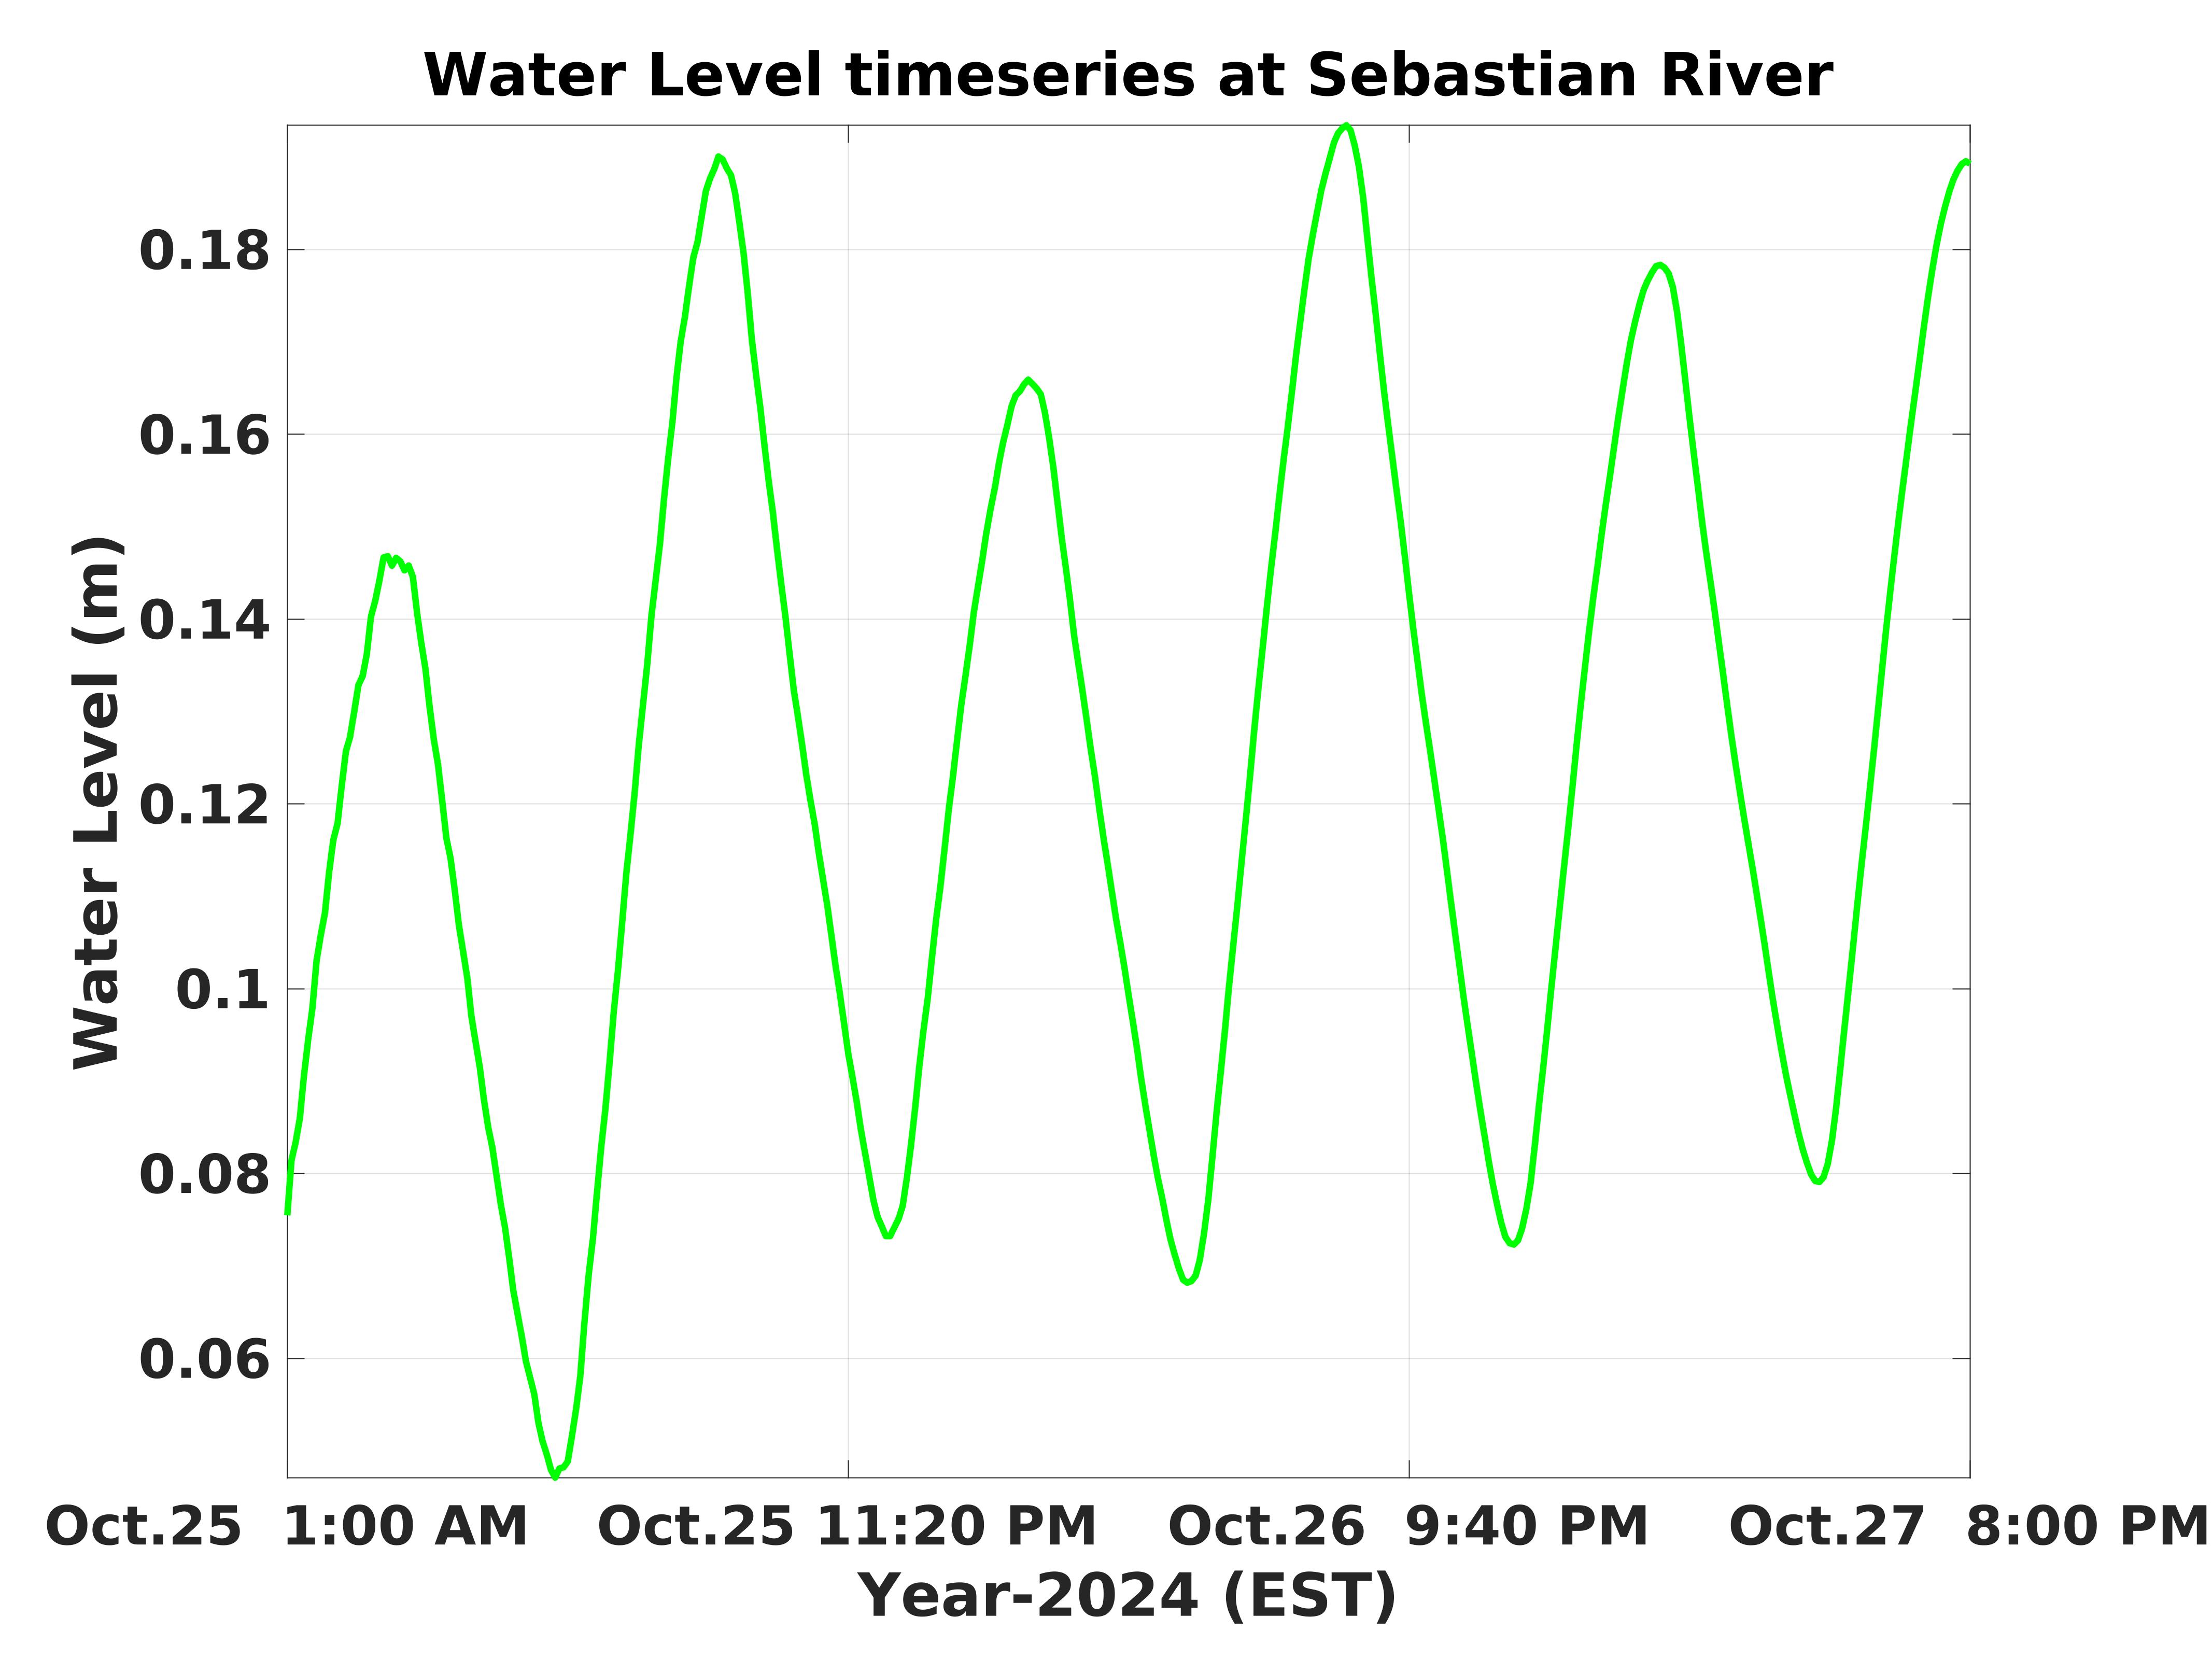 Water Level timeseries at Sebastian River
Water Level (m)
0.18
0.16
0.14
0.12
0.1
0.08
0.06
Oct.25 1:00 AM Oct.25 11:20 PM Oct.26 9:40 PM Oct.27 8:00 PM
Year-2024 (EST)